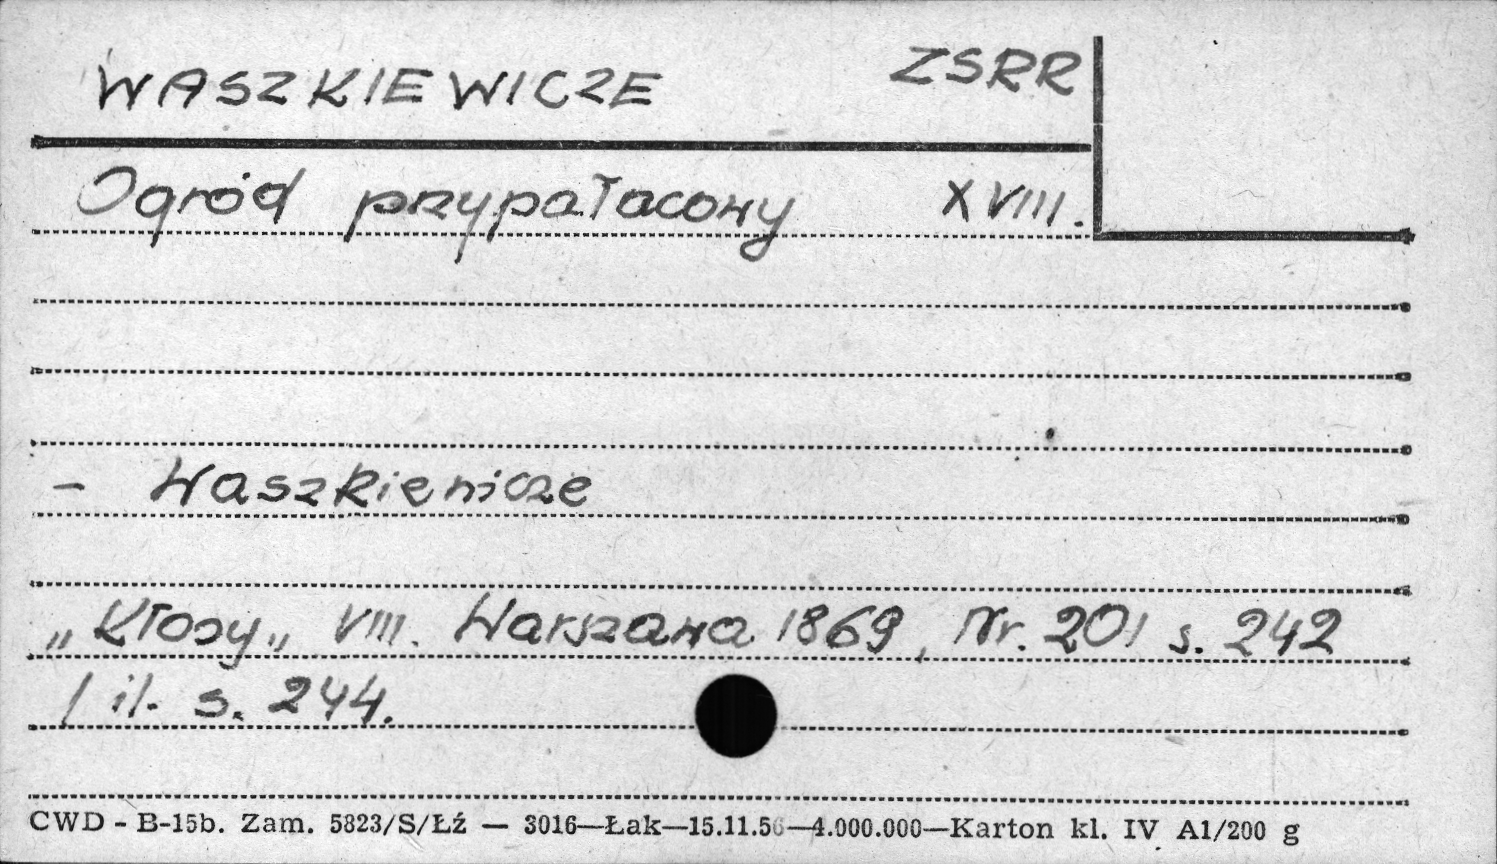 WASZKIEWICZE ZSRR
Ogród przypałacowy XVIII.
- Waszkiewicze
„Kłosy„ VIII. Warszawa 1869, Nr. 201 s. 242
/ il. s. 244.
CWD - B-15b. Zam. 5823/S/Łź — 3016—Łak—15.11.56—4.000.000—Karton kl. IV A1/200 g